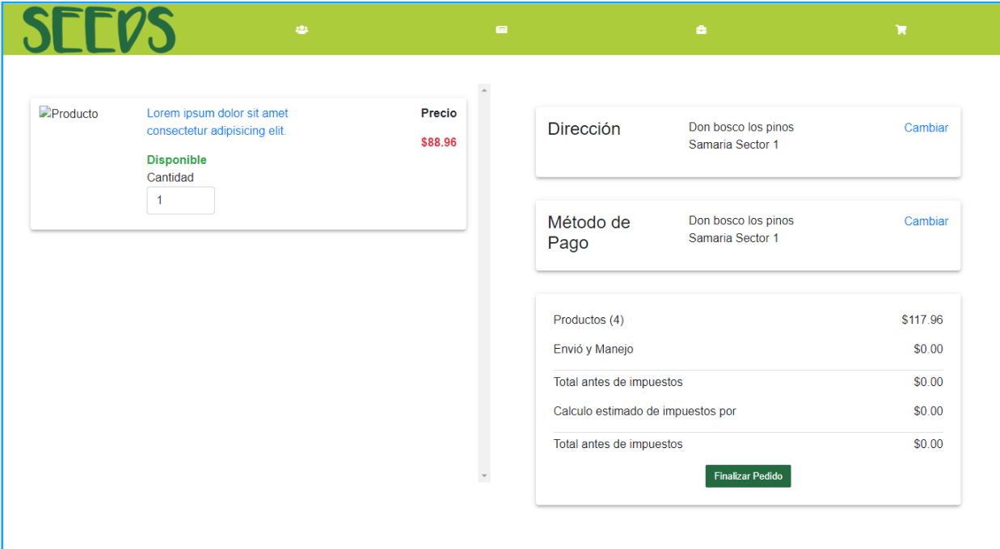 SEEDS
Producto
Lorem ipsum dolor sit amet
consectetur adipisicing elit.
Disponible
Cantidad
1
Precio
$88.96
Dirección
Don bosco los pinos
Samaria Sector 1
Cambiar
Método de
Pago
Don bosco los pinos
Samaria Sector 1
Cambiar
Productos (4) $117.96
Envió y Manejo $0.00
Total antes de impuestos $0.00
Calculo estimado de impuestos por $0.00
Total antes de impuestos $0.00
Finalizar Pedido